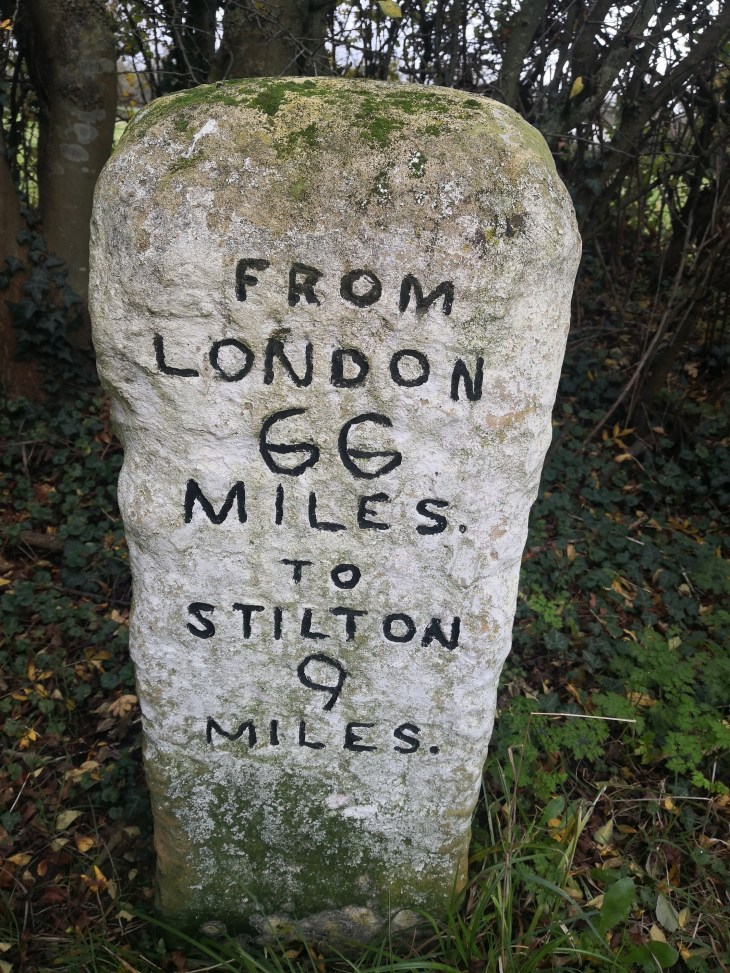 FROM
LONDON
66
MILES.
TO
STILTON
9
MILES.